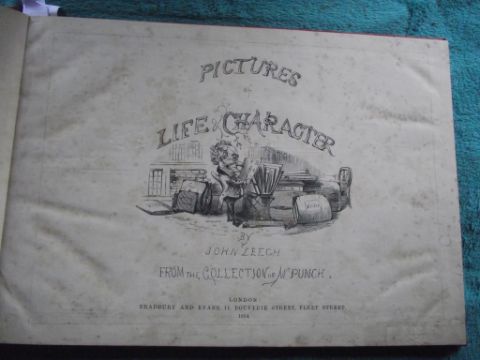 PICTURES
OF
LIFE & CHARACTER
BY
JOHN LEECH
FROM THE COLLECTION OF Mr PUNCH.
LONDON
BRADBURY AND EVANS, 11, BOUVERIE STREET, FLEET STREET.